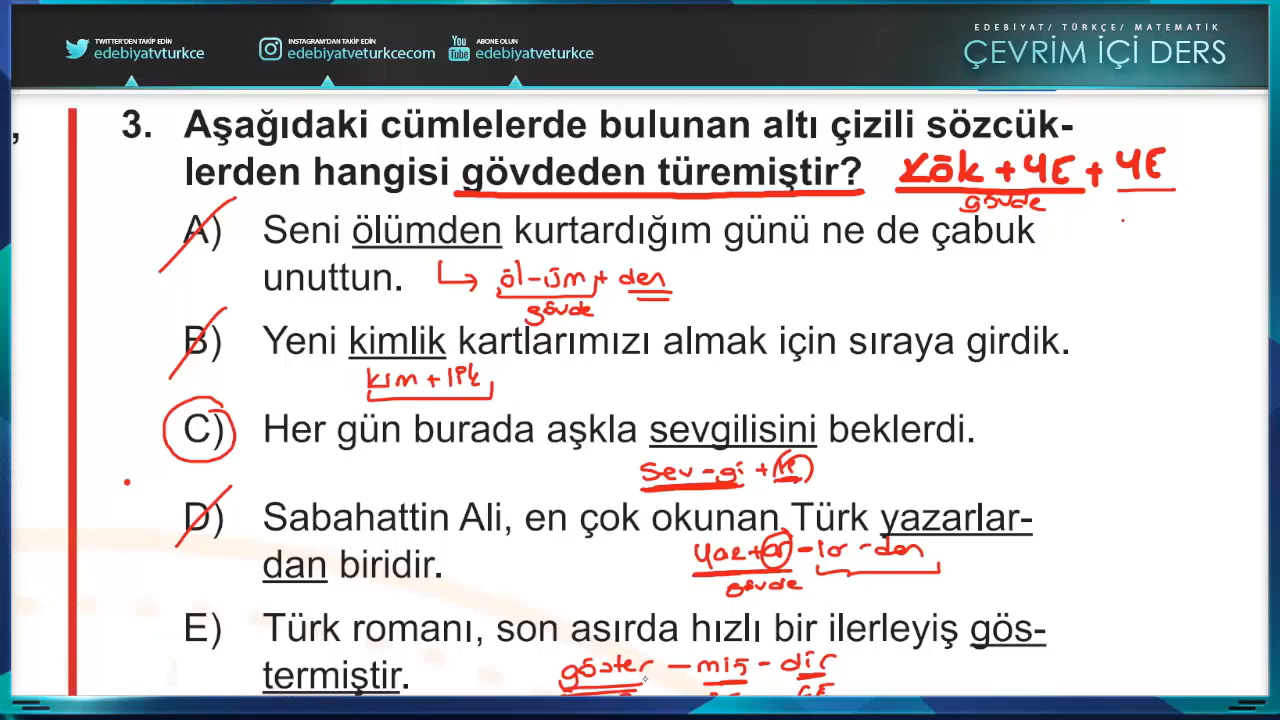 EDEBİYAT/ TÜRKÇE/ MATEMATİK
ÇEVRİM İÇİ DERS
TWITTER'DEN TAKİP EDİN
edebiyatvturkce
INSTAGRAM'DAN TAKİP EDİN
edebiyatveturkcecom
You Tube
ABONE OLUN
edebiyatveturkce
3. Aşağıdaki cümlelerde bulunan altı çizili sözcük-
lerden hangisi gövdeden türemiştir?
kök + YE + YE
gövde
A) Seni ölümden kurtardığım günü ne de çabuk
unuttun.
öl-üm+den
gövde
B) Yeni kimlik kartlarımızı almak için sıraya girdik.
kim + lik
C) Her gün burada aşkla sevgilisini beklerdi.
sev-gi + li
D) Sabahattin Ali, en çok okunan Türk yazarlar-
dan biridir.
yaz+ar-lar-dan
gövde
E) Türk romanı, son asırda hızlı bir ilerleyiş gös-
termiştir.
göster - miş - dir